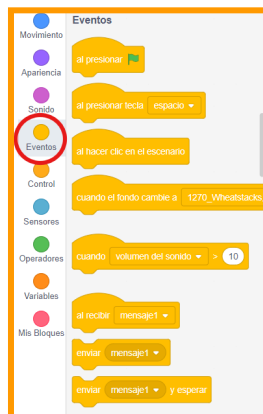 Movimiento
Apariencia
Sonido
Eventos
Control
Sensores
Operadores
Variables
Mis Bloques
Eventos
al presionar
al presionar tecla espacio
al hacer clic en el escenario
cuando el fondo cambie a 1270_Wheatstacks
cuando volumen del sonido > 10
al recibir mensaje1
enviar mensaje1
enviar mensaje1 y esperar